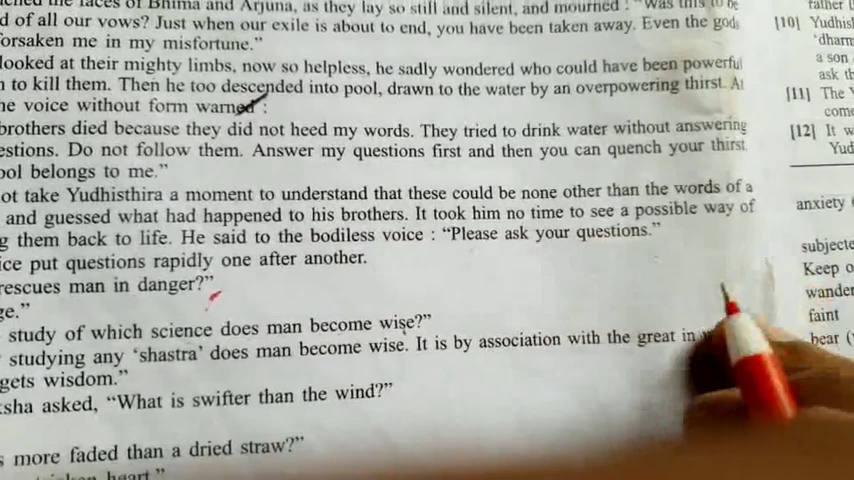 the faces of Bhima and Arjuna, as they lay so still and silent, and mourned : "Was this to be
d of all our vows? Just when our exile is about to end, you have been taken away. Even the gods
forsaken me in my misfortune."
looked at their mighty limbs, now so helpless, he sadly wondered who could have been powerful
to kill them. Then he too descended into pool, drawn to the water by an overpowering thirst. At
voice without form warned :
brothers died because they did not heed my words. They tried to drink water without answering
estions. Do not follow them. Answer my questions first and then you can quench your thirst.
ool belongs to me."
ot take Yudhisthira a moment to understand that these could be none other than the words of a
and guessed what had happened to his brothers. It took him no time to see a possible way of
g them back to life. He said to the bodiless voice : "Please ask your questions."
ice put questions rapidly one after another.
rescues man in danger?"
ge."
study of which science does man become wise?"
studying any 'shastra' does man become wise. It is by association with the great in
gets wisdom."
ksha asked, "What is swifter than the wind?"
s more faded than a dried straw?"
heart."
father
[10] Yudhis
'dharm
a son
ask th
[11] The Y
come
[12] It w
Yud
anxiety (
subjecte
Keep o
wander
faint
bear (